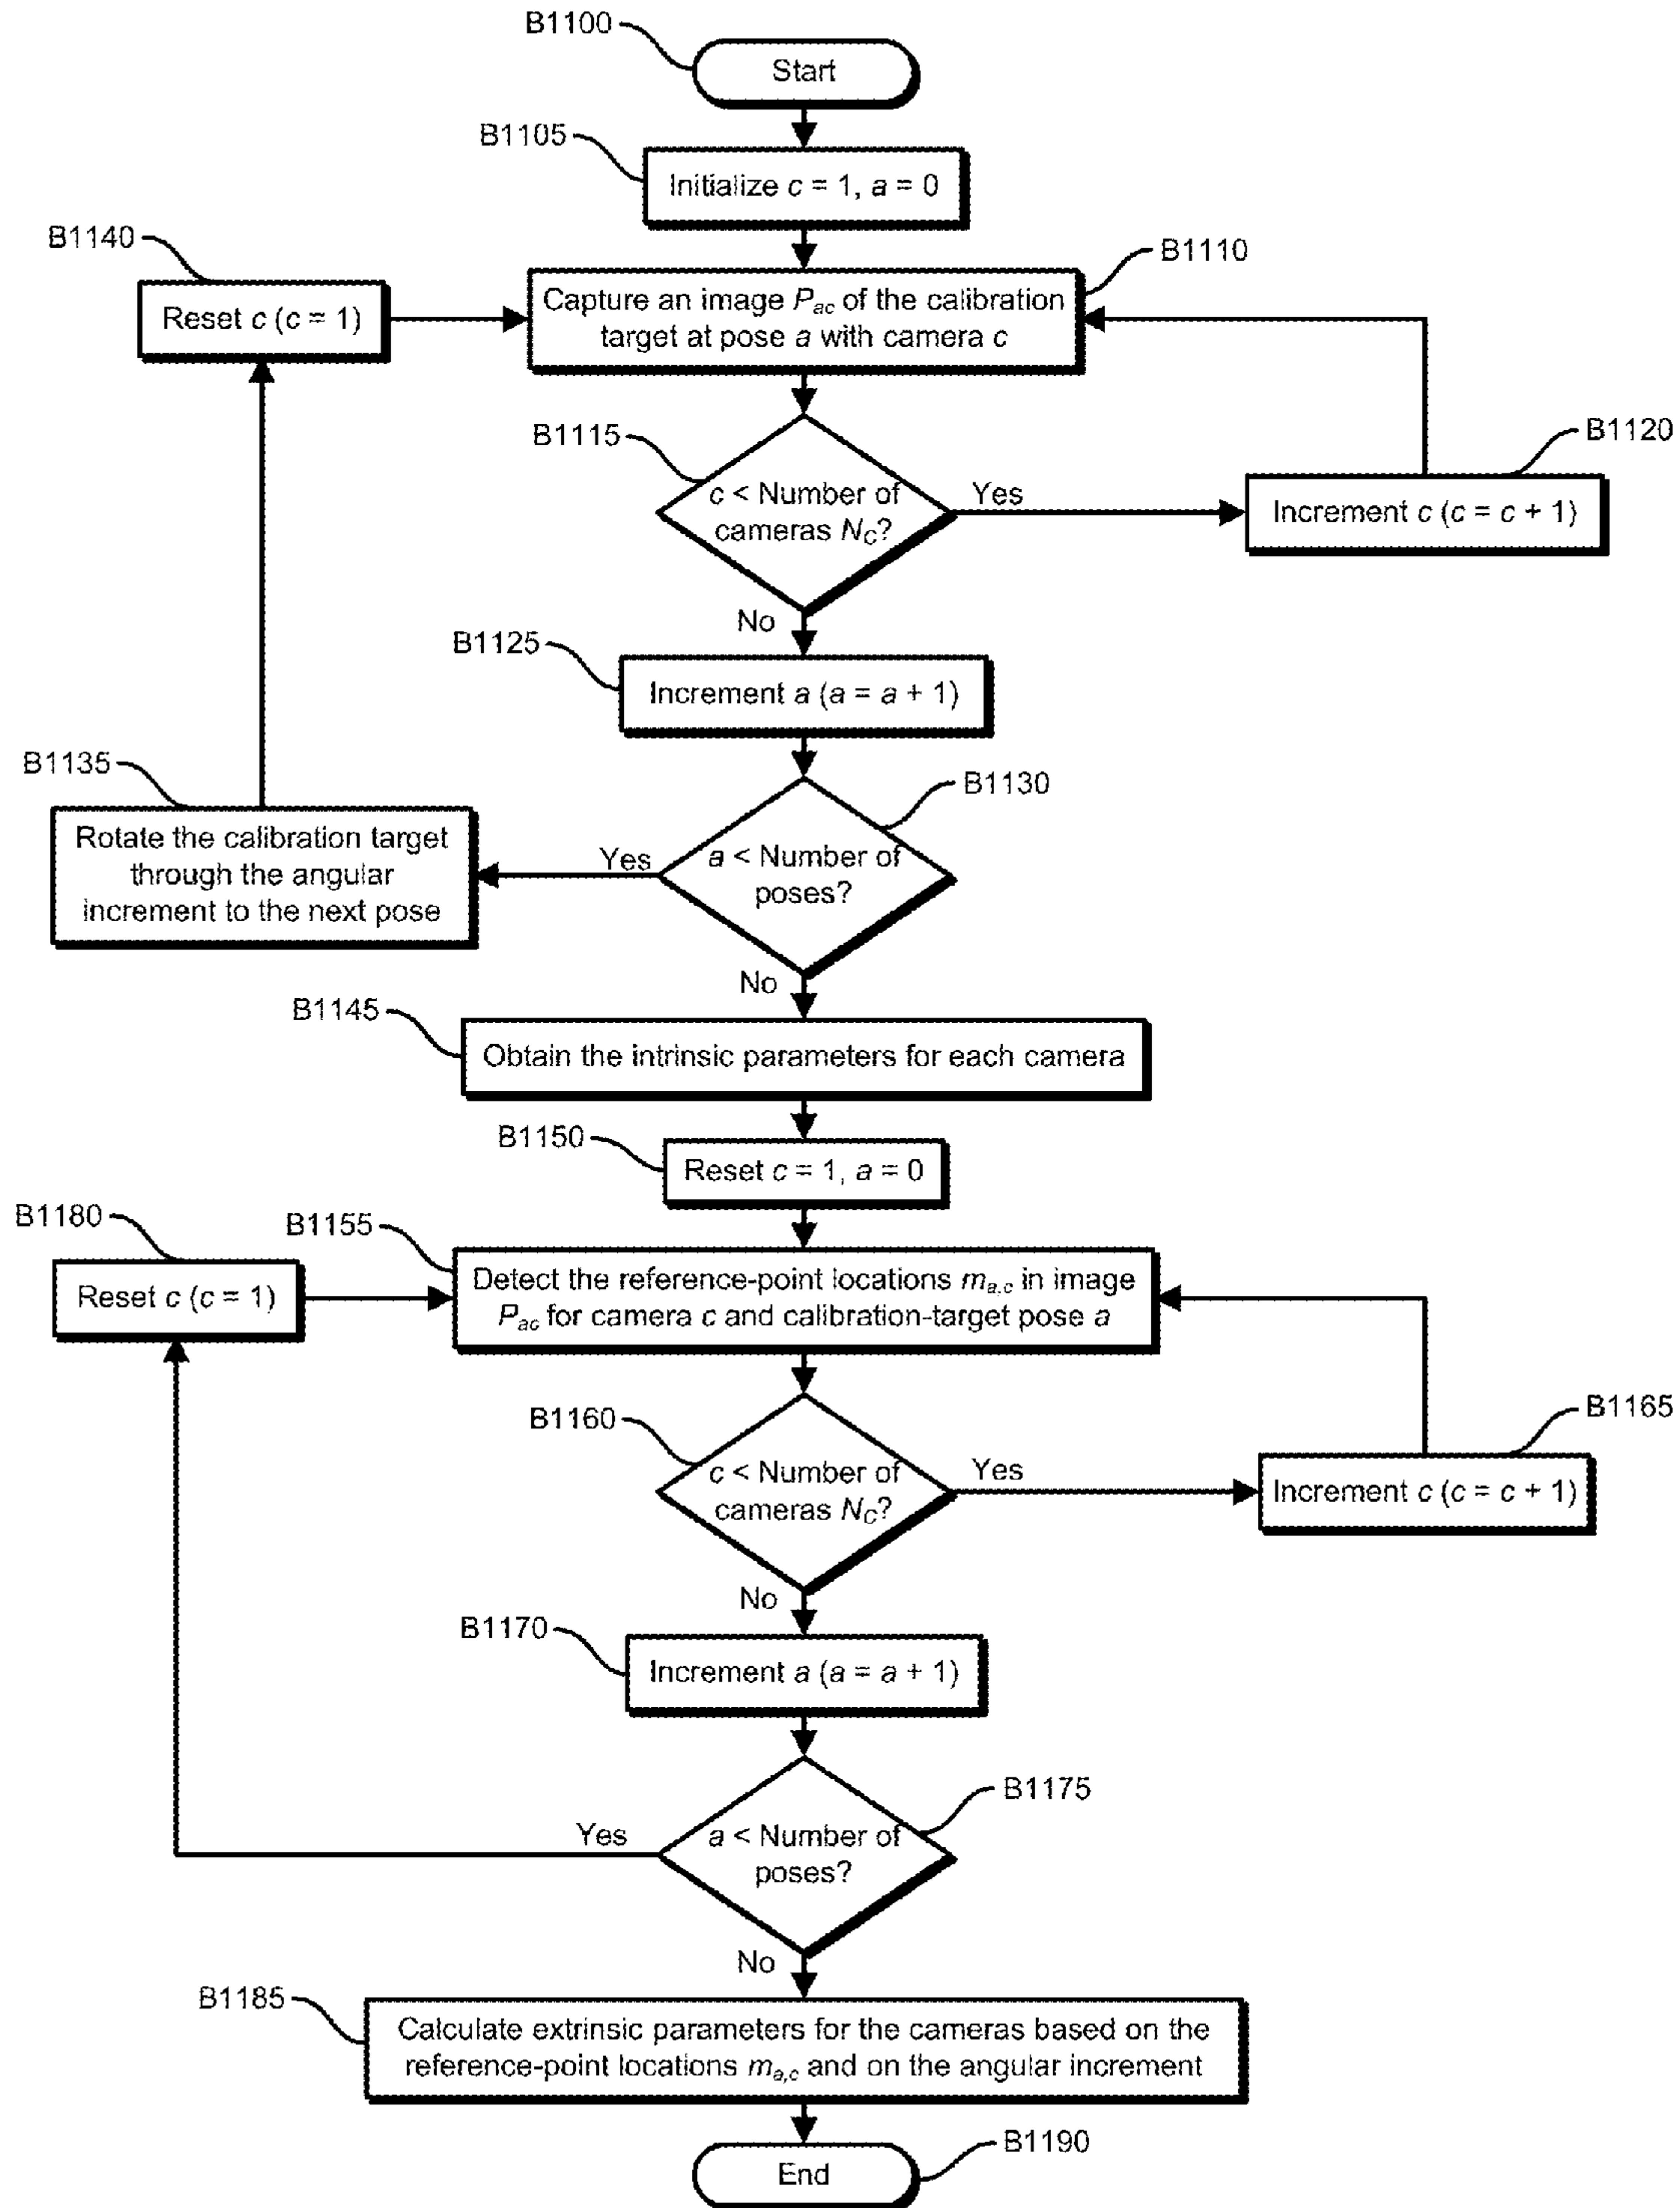 B1100
Start
B1105
Initialize c = 1, a = 0
B1140
B1110
Reset c (c = 1)
Capture an image Pac of the calibration
target at pose a with camera c
B1115
B1120
c < Number of
cameras NC?
Yes
Increment c (c = c + 1)
No
B1125
Increment a (a = a + 1)
B1135
B1130
Rotate the calibration target
through the angular
increment to the next pose
Yes
a < Number of
poses?
No
B1145
Obtain the intrinsic parameters for each camera
B1150
Reset c = 1, a = 0
B1180
B1155
Reset c (c = 1)
Detect the reference-point locations ma,c in image
Pac for camera c and calibration-target pose a
B1160
B1165
c < Number of
cameras NC?
Yes
Increment c (c = c + 1)
No
B1170
Increment a (a = a + 1)
B1175
Yes
a < Number of
poses?
No
B1185
Calculate extrinsic parameters for the cameras based on the
reference-point locations ma,c and on the angular increment
B1190
End